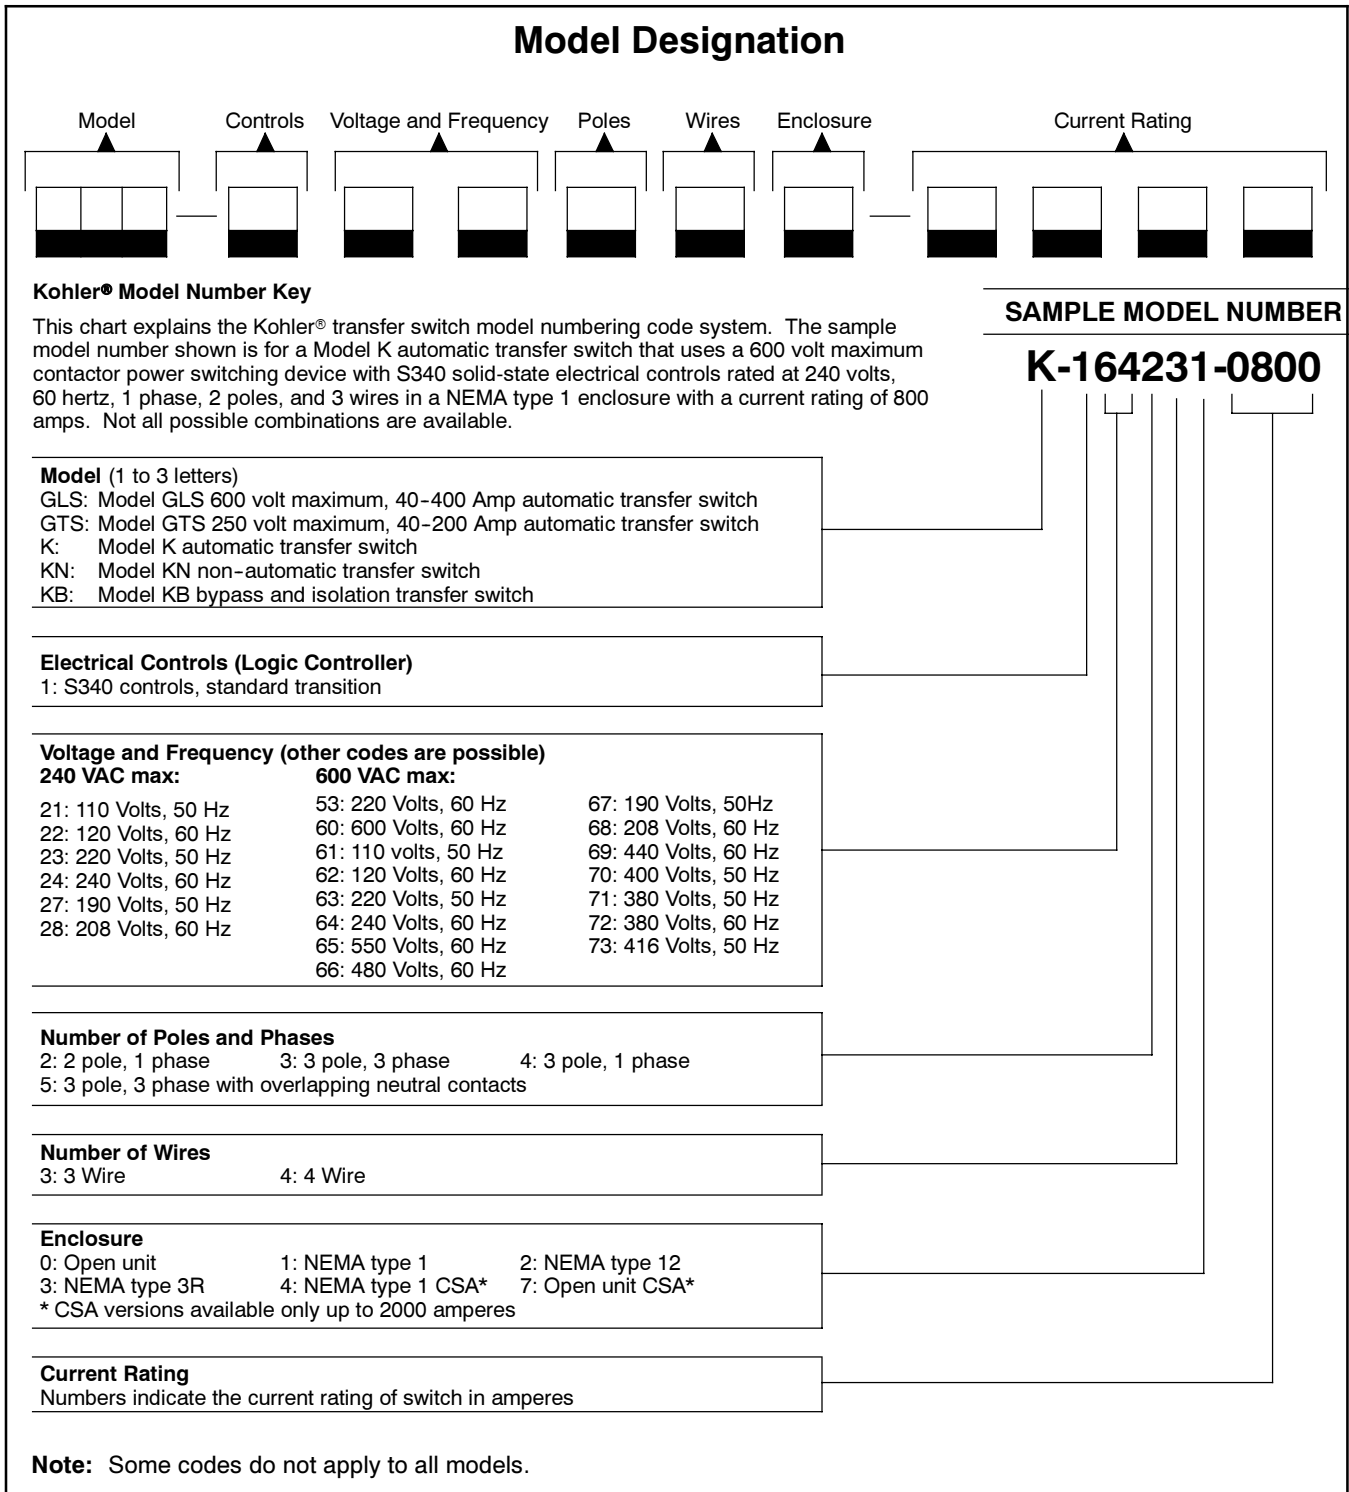 Model Designation
Model Controls Voltage and Frequency Poles Wires Enclosure Current Rating
Kohler® Model Number Key
This chart explains the Kohler® transfer switch model numbering code system. The sample
model number shown is for a Model K automatic transfer switch that uses a 600 volt maximum
contactor power switching device with S340 solid-state electrical controls rated at 240 volts,
60 hertz, 1 phase, 2 poles, and 3 wires in a NEMA type 1 enclosure with a current rating of 800
amps. Not all possible combinations are available.
SAMPLE MODEL NUMBER
K-164231-0800
Model (1 to 3 letters)
GLS: Model GLS 600 volt maximum, 40-400 Amp automatic transfer switch
GTS: Model GTS 250 volt maximum, 40-200 Amp automatic transfer switch
K: Model K automatic transfer switch
KN: Model KN non-automatic transfer switch
KB: Model KB bypass and isolation transfer switch
Electrical Controls (Logic Controller)
1: S340 controls, standard transition
Voltage and Frequency (other codes are possible)
240 VAC max:
21: 110 Volts, 50 Hz
22: 120 Volts, 60 Hz
23: 220 Volts, 50 Hz
24: 240 Volts, 60 Hz
27: 190 Volts, 50 Hz
28: 208 Volts, 60 Hz
600 VAC max:
53: 220 Volts, 60 Hz
60: 600 Volts, 60 Hz
61: 110 volts, 50 Hz
62: 120 Volts, 60 Hz
63: 220 Volts, 50 Hz
64: 240 Volts, 60 Hz
65: 550 Volts, 60 Hz
66: 480 Volts, 60 Hz
67: 190 Volts, 50Hz
68: 208 Volts, 60 Hz
69: 440 Volts, 60 Hz
70: 400 Volts, 50 Hz
71: 380 Volts, 50 Hz
72: 380 Volts, 60 Hz
73: 416 Volts, 50 Hz
Number of Poles and Phases
2: 2 pole, 1 phase 3: 3 pole, 3 phase 4: 3 pole, 1 phase
5: 3 pole, 3 phase with overlapping neutral contacts
Number of Wires
3: 3 Wire 4: 4 Wire
Enclosure
0: Open unit 1: NEMA type 1 2: NEMA type 12
3: NEMA type 3R 4: NEMA type 1 CSA* 7: Open unit CSA*
* CSA versions available only up to 2000 amperes
Current Rating
Numbers indicate the current rating of switch in amperes
Note: Some codes do not apply to all models.